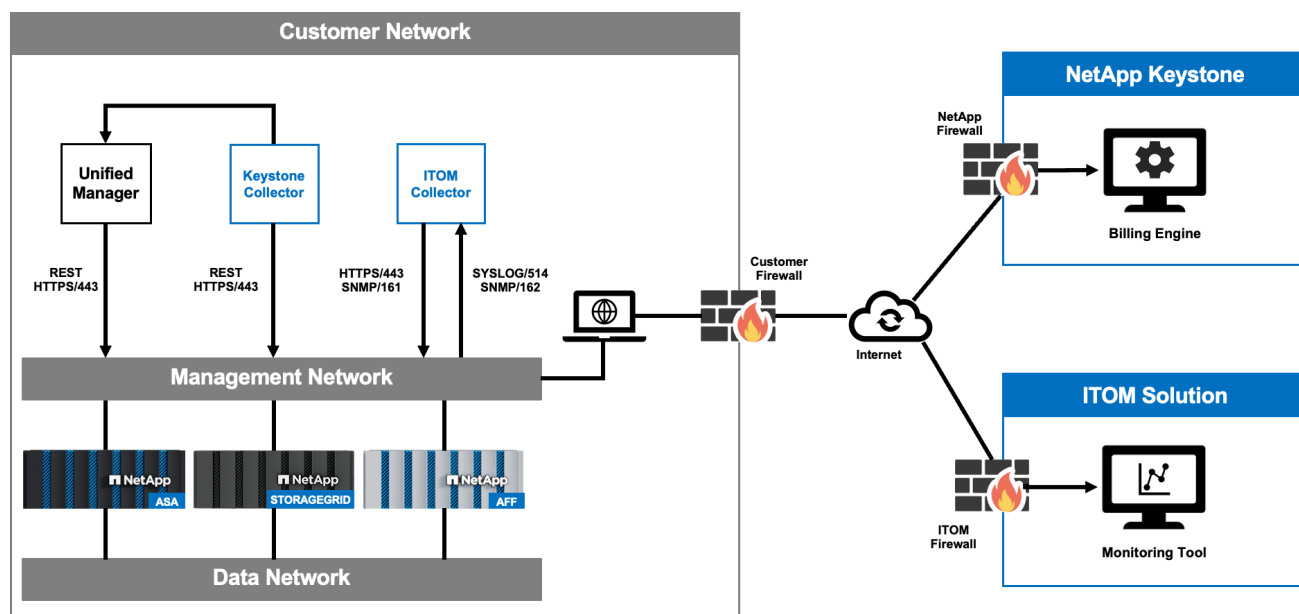 Customer Network
NetApp Keystone
NetApp
Firewall
Unified
Manager
Keystone
Collector
ITOM
Collector
Billing Engine
REST
HTTPS/443
REST
HTTPS/443
HTTPS/443
SNMP/161
SYSLOG/514
SNMP/162
Customer
Firewall
Internet
Management Network
ITOM Solution
NetApp
ASA
NetApp
STORAGEGRID
NetApp
AFF
ITOM
Firewall
Monitoring Tool
Data Network